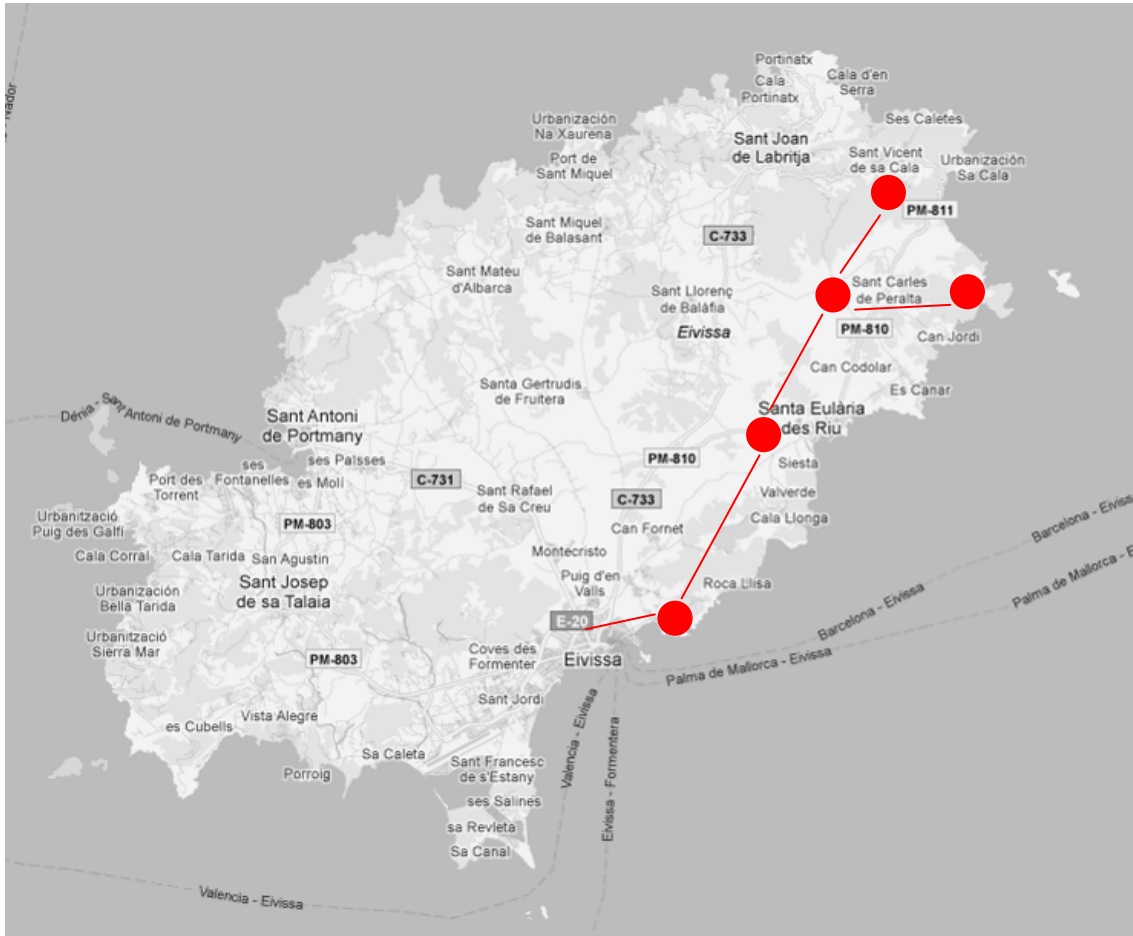 Portinatx
Cala
Portinatx
Cala d'en
Serra
Nador
Urbanización
Na Xaurena
Ses Caletes
Sant Joan
de Labritja
Port de
Sant Miquel
Sant Vicent
de sa Cala
Urbanización
Sa Cala
PM-811
Sant Miquel
de Balasant
C-733
Sant Mateu
d'Albarca
Sant Llorenç
de Balàfia
Sant Carles
de Peralta
Eivissa
PM-810
Can Jordi
Can Codolar
Es Canar
Santa Gertrudis
de Fruitera
Dénia - Sant Antoni de Portmany
Sant Antoni
de Portmany
Santa Eulària
des Riu
ses Païsses
ses
Fontanelles
es Molí
Port des
Torrent
C-731
PM-810
Siesta
Sant Rafael
de Sa Creu
C-733
Valverde
Urbanització
Puig des Galfí
PM-803
Can Fornet
Cala Llonga
Cala Corral
Cala Tarida
San Agustin
Montecristo
Barcelona - Eiviss
Sant Josep
de sa Talaia
Puig d'en
Valls
Roca Llisa
Urbanización
Bella Tarida
Palma de Mallorca - E
Barcelona - Eivissa
E-20
Urbanització
Sierra Mar
PM-803
Coves des
Formenter
Eivissa
Palma de Mallorca - Eivissa
Sant Jordi
Vista Alegre
es Cubells
Valencia - Eivissa
Eivissa - Formentera
Sa Caleta
Porroig
Sant Francesc
de s'Estany
ses Salines
sa Revleta
Sa Canal
Valencia - Eivissa